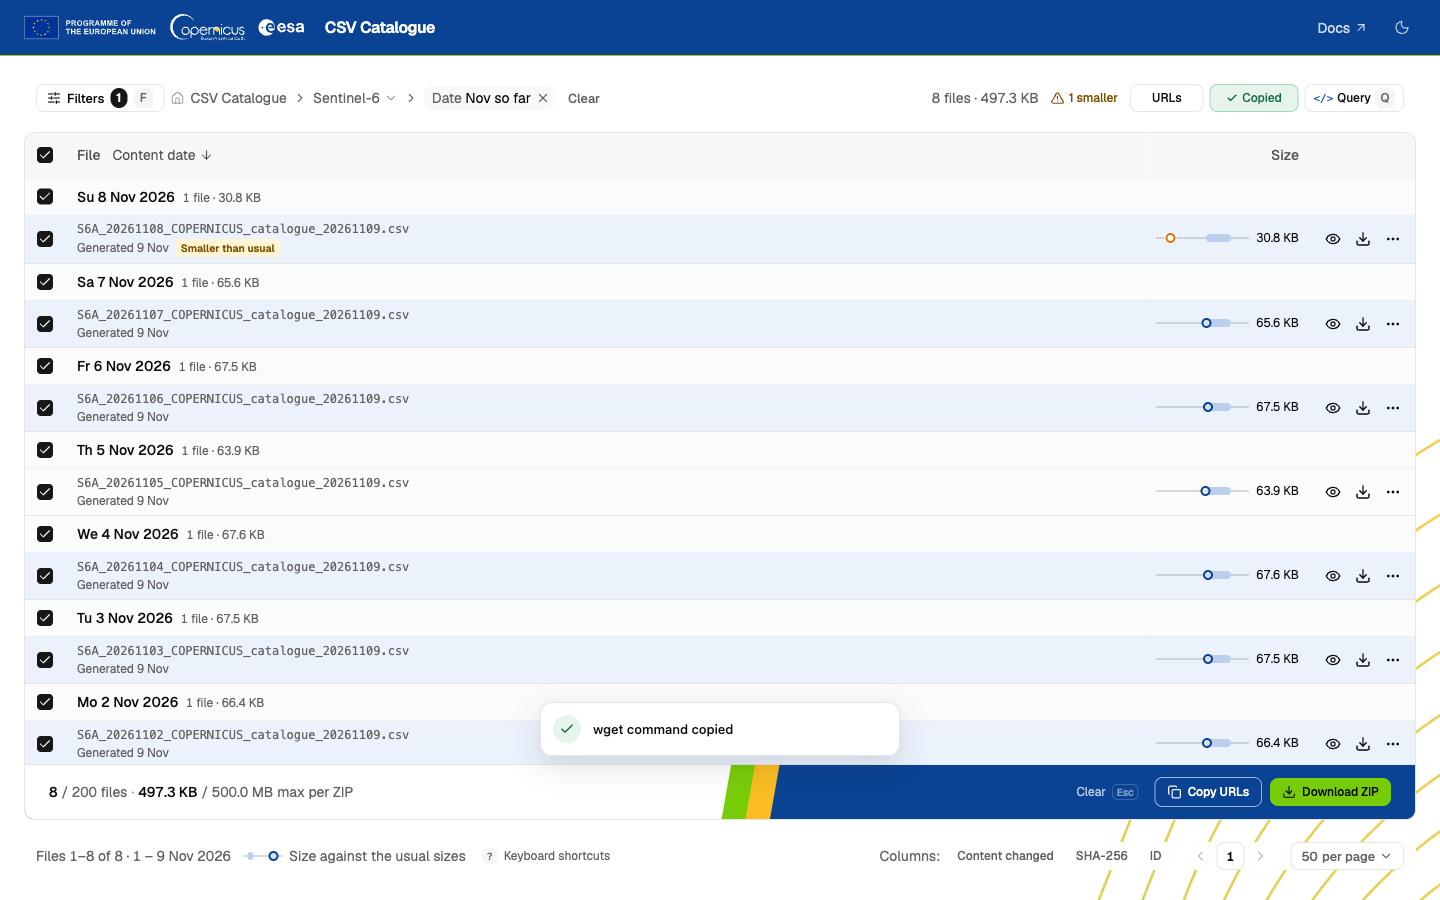 PROGRAMME OF
THE EUROPEAN UNION
opernicus
esa
CSV Catalogue
Docs
Filters 1 F
CSV Catalogue
Sentinel-6
Date Nov so far
Clear
8 files · 497.3 KB
1 smaller
URLs
Copied
</> Query Q
File Content date
Size
Su 8 Nov 2026 1 file · 30.8 KB
S6A_20261108_COPERNICUS_catalogue_20261109.csv
Generated 9 Nov Smaller than usual
30.8 KB
Sa 7 Nov 2026 1 file · 65.6 KB
S6A_20261107_COPERNICUS_catalogue_20261109.csv
Generated 9 Nov
65.6 KB
Fr 6 Nov 2026 1 file · 67.5 KB
S6A_20261106_COPERNICUS_catalogue_20261109.csv
Generated 9 Nov
67.5 KB
Th 5 Nov 2026 1 file · 63.9 KB
S6A_20261105_COPERNICUS_catalogue_20261109.csv
Generated 9 Nov
63.9 KB
We 4 Nov 2026 1 file · 67.6 KB
S6A_20261104_COPERNICUS_catalogue_20261109.csv
Generated 9 Nov
67.6 KB
Tu 3 Nov 2026 1 file · 67.5 KB
S6A_20261103_COPERNICUS_catalogue_20261109.csv
Generated 9 Nov
67.5 KB
Mo 2 Nov 2026 1 file · 66.4 KB
S6A_20261102_COPERNICUS_catalogue_20261109.csv
Generated 9 Nov
66.4 KB
wget command copied
8 / 200 files · 497.3 KB / 500.0 MB max per ZIP
Clear Esc
Copy URLs
Download ZIP
Files 1–8 of 8 · 1 – 9 Nov 2026
Size against the usual sizes
? Keyboard shortcuts
Columns: Content changed SHA-256 ID
1
50 per page